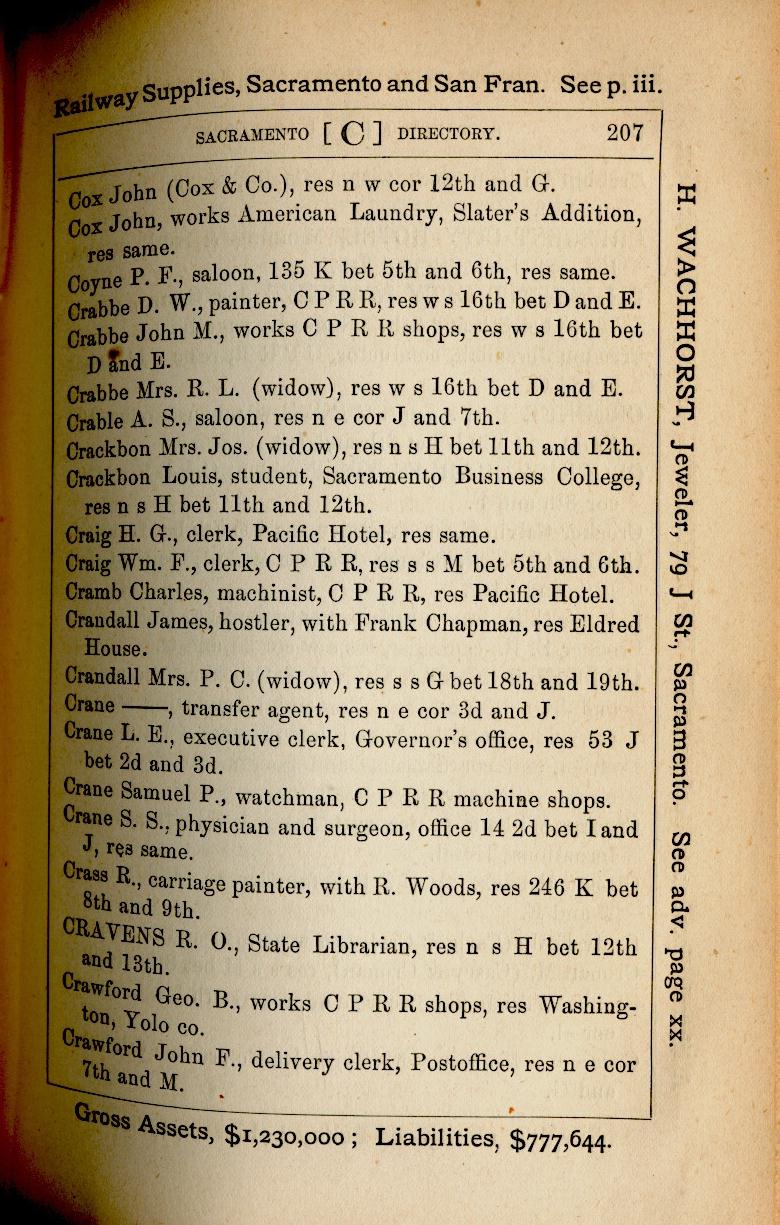 Railway Supplies, Sacramento and San Fran. See p. iii.
SACRAMENTO [ C ] DIRECTORY. 207
Cox John (Cox & Co.), res n w cor 12th and G.
Cox John, works American Laundry, Slater's Addition,
res same.
Coyne P. F., saloon, 135 K bet 5th and 6th, res same.
Crabbe D. W., painter, C P R R, res w s 16th bet D and E.
Crabbe John M., works C P R R shops, res w s 16th bet
D and E.
Crabbe Mrs. R. L. (widow), res w s 16th bet D and E.
Crable A. S., saloon, res n e cor J and 7th.
Crackbon Mrs. Jos. (widow), res n s H bet 11th and 12th.
Crackbon Louis, student, Sacramento Business College,
res n s H bet 11th and 12th.
Craig H. G., clerk, Pacific Hotel, res same.
Craig Wm. F., clerk, C P R R, res s s M bet 5th and 6th.
Cramb Charles, machinist, C P R R, res Pacific Hotel.
Crandall James, hostler, with Frank Chapman, res Eldred
House.
Crandall Mrs. P. C. (widow), res s s G bet 18th and 19th.
Crane ——, transfer agent, res n e cor 3d and J.
Crane L. E., executive clerk, Governor's office, res 53 J
bet 2d and 3d.
Crane Samuel P., watchman, C P R R machine shops.
Crane S. S., physician and surgeon, office 14 2d bet I and
J, res same.
Crass R., carriage painter, with R. Woods, res 246 K bet
8th and 9th.
CRAVENS R. O., State Librarian, res n s H bet 12th
and 13th.
Crawford Geo. B., works C P R R shops, res Washing-
ton, Yolo co.
Crawford John F., delivery clerk, Postoffice, res n e cor
7th and M.
Gross Assets, $1,230,000 ; Liabilities, $777,644.
H. WACHHORST, Jeweler, 79 J St., Sacramento. See adv. page xx.